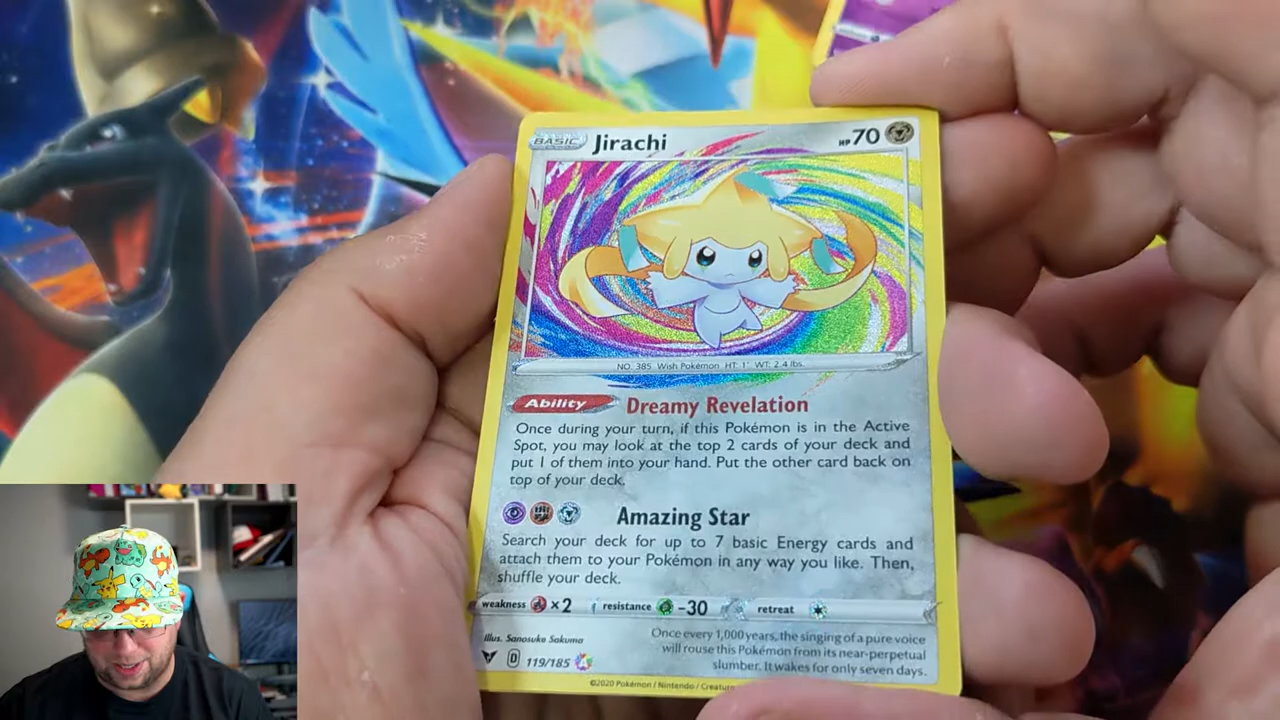 BASIC Jirachi HP 70
NO. 385 Wish Pokémon HT: 1' WT: 2.4 lbs.
Ability Dreamy Revelation
Once during your turn, if this Pokémon is in the Active
Spot, you may look at the top 2 cards of your deck and
put 1 of them into your hand. Put the other card back on
top of your deck.
Amazing Star
Search your deck for up to 7 basic Energy cards and
attach them to your Pokémon in any way you like. Then,
shuffle your deck.
weakness ×2 resistance -30 retreat
Illus. Sanosuke Sakuma
D 119/185 A
Once every 1,000 years, the singing of a pure voice
will rouse this Pokémon from its near-perpetual
slumber. It wakes for only seven days.
©2020 Pokémon / Nintendo / Creatures